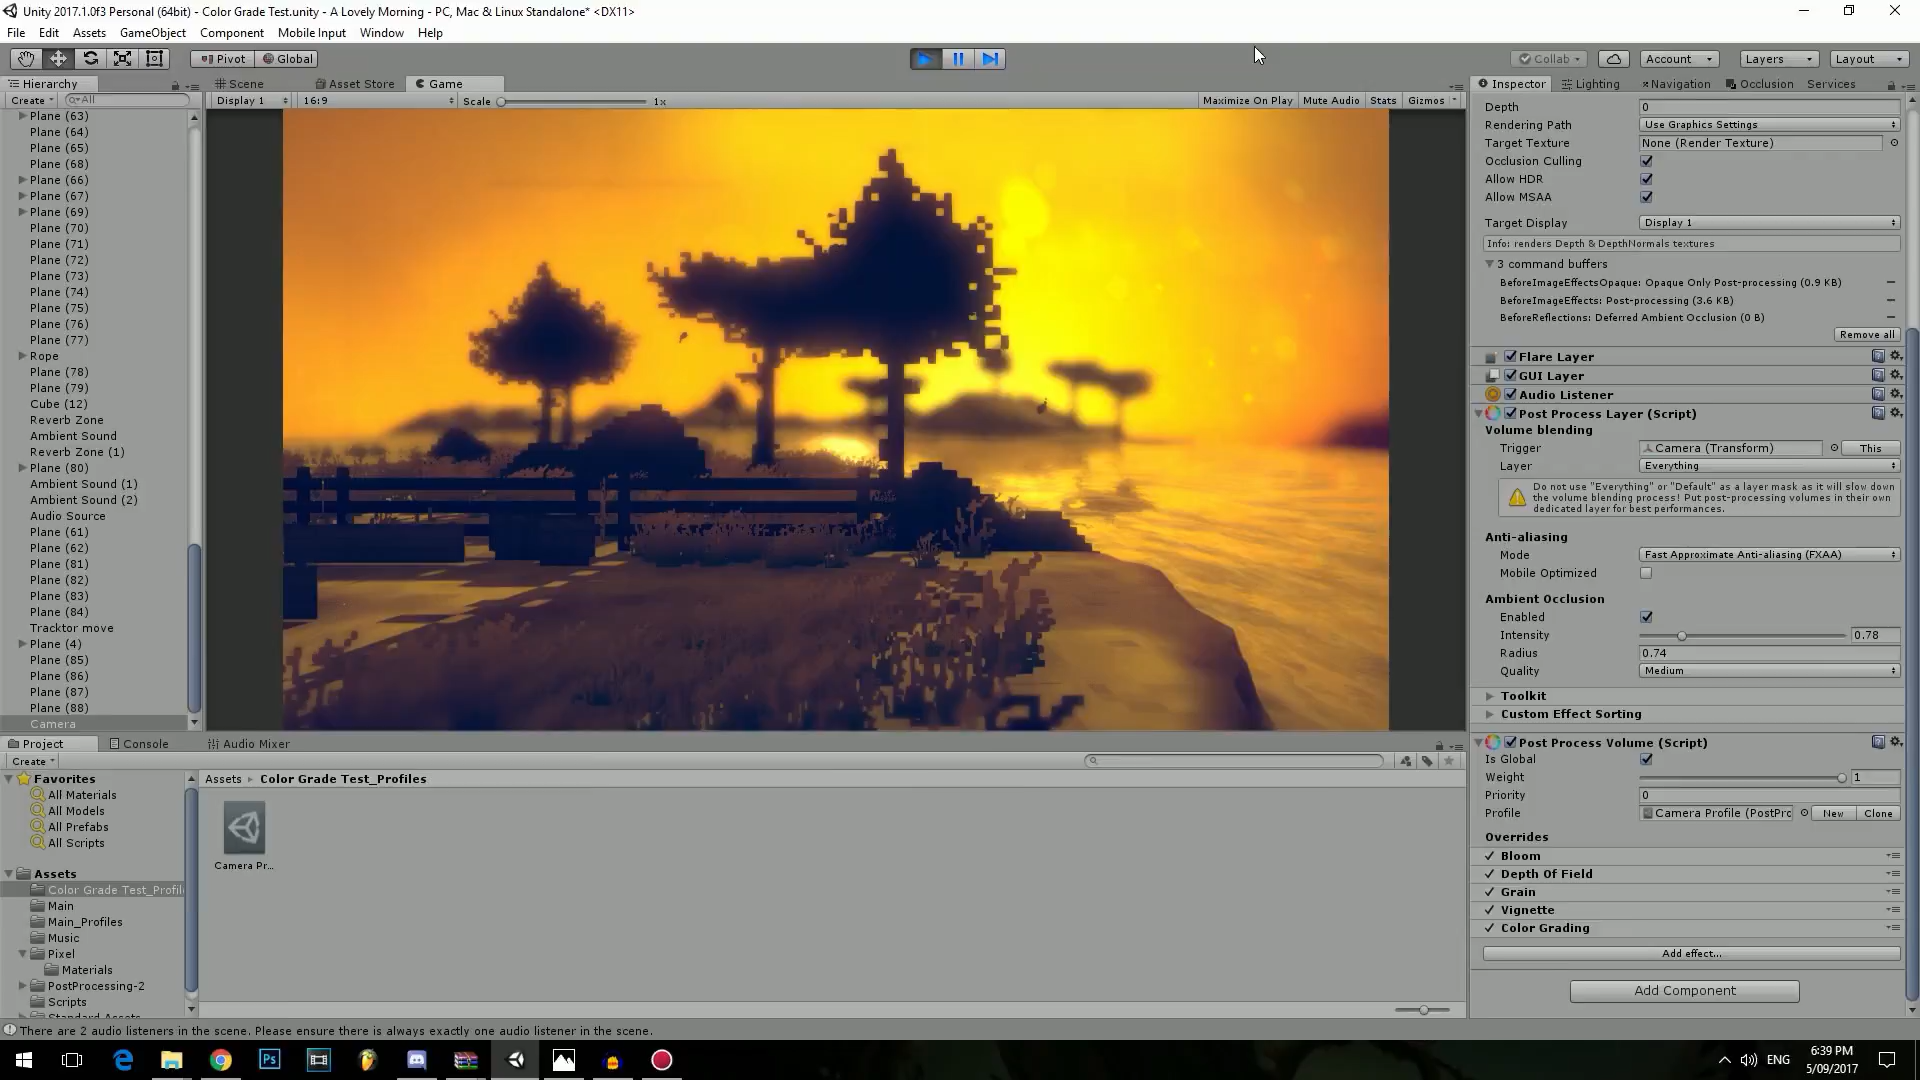 Unity 2017.1.0f3 Personal (64bit) - Color Grade Test.unity - A Lovely Morning - PC, Mac & Linux Standalone* <DX11>
File Edit Assets GameObject Component Mobile Input Window Help
Pivot Global Collab Account Layers Layout
Hierarchy Scene Asset Store Game Inspector Lighting Navigation Occlusion Services
Create All Display 1 16:9 Scale 1x Maximize On Play Mute Audio Stats Gizmos
Plane (63)
Plane (64)
Plane (65)
Plane (68)
Plane (66)
Plane (67)
Plane (69)
Plane (70)
Plane (71)
Plane (72)
Plane (73)
Plane (74)
Plane (75)
Plane (76)
Plane (77)
Rope
Plane (78)
Plane (79)
Cube (12)
Reverb Zone
Ambient Sound
Reverb Zone (1)
Plane (80)
Ambient Sound (1)
Ambient Sound (2)
Audio Source
Plane (61)
Plane (62)
Plane (81)
Plane (82)
Plane (83)
Plane (84)
Tracktor move
Plane (4)
Plane (85)
Plane (86)
Plane (87)
Plane (88)
Camera
Depth 0
Rendering Path Use Graphics Settings
Target Texture None (Render Texture)
Occlusion Culling
Allow HDR
Allow MSAA
Target Display Display 1
Info: renders Depth & DepthNormals textures
3 command buffers
BeforeImageEffectsOpaque: Opaque Only Post-processing (0.9 KB)
BeforeImageEffects: Post-processing (3.6 KB)
BeforeReflections: Deferred Ambient Occlusion (0 B)
Remove all
Flare Layer
GUI Layer
Audio Listener
Post Process Layer (Script)
Volume blending
Trigger Camera (Transform) This
Layer Everything
Do not use "Everything" or "Default" as a layer mask as it will slow down
the volume blending process! Put post-processing volumes in their own
dedicated layer for best performances.
Anti-aliasing
Mode Fast Approximate Anti-aliasing (FXAA)
Mobile Optimized
Ambient Occlusion
Enabled
Intensity 0.78
Radius 0.74
Quality Medium
Toolkit
Custom Effect Sorting
Post Process Volume (Script)
Is Global
Weight 1
Priority 0
Profile Camera Profile (PostPro New Clone
Overrides
Bloom
Depth Of Field
Grain
Vignette
Color Grading
Add effect...
Add Component
Project Console Audio Mixer
Create
Favorites
All Materials
All Models
All Prefabs
All Scripts
Assets
Color Grade Test_Profil
Main
Main_Profiles
Music
Pixel
Materials
PostProcessing-2
Scripts
Standard Assets
Assets Color Grade Test_Profiles
Camera Pr...
There are 2 audio listeners in the scene. Please ensure there is always exactly one audio listener in the scene.
Ps
ENG
6:39 PM
5/09/2017